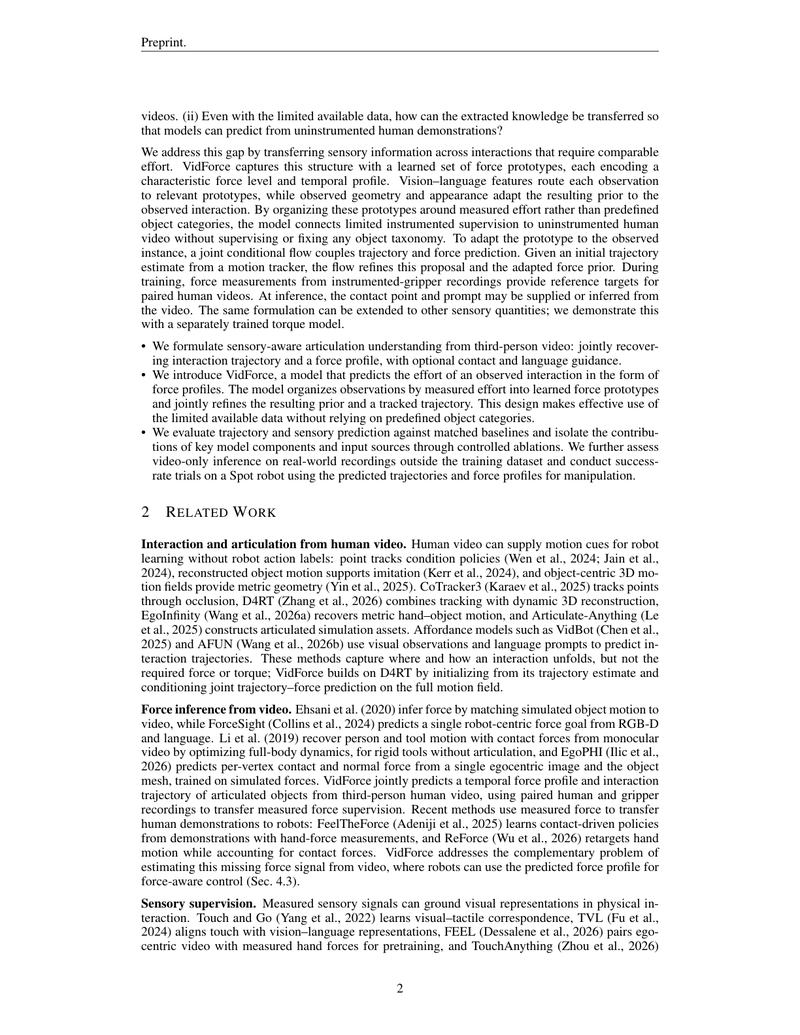 Preprint.
videos. (ii) Even with the limited available data, how can the extracted knowledge be transferred so
that models can predict from uninstrumented human demonstrations?
We address this gap by transferring sensory information across interactions that require comparable
effort. VidForce captures this structure with a learned set of force prototypes, each encoding a
characteristic force level and temporal profile. Vision–language features route each observation
to relevant prototypes, while observed geometry and appearance adapt the resulting prior to the
observed interaction. By organizing these prototypes around measured effort rather than predefined
object categories, the model connects limited instrumented supervision to uninstrumented human
video without supervising or fixing any object taxonomy. To adapt the prototype to the observed
instance, a joint conditional flow couples trajectory and force prediction. Given an initial trajectory
estimate from a motion tracker, the flow refines this proposal and the adapted force prior. During
training, force measurements from instrumented-gripper recordings provide reference targets for
paired human videos. At inference, the contact point and prompt may be supplied or inferred from
the video. The same formulation can be extended to other sensory quantities; we demonstrate this
with a separately trained torque model.
• We formulate sensory-aware articulation understanding from third-person video: jointly recover-
ing interaction trajectory and a force profile, with optional contact and language guidance.
• We introduce VidForce, a model that predicts the effort of an observed interaction in the form of
force profiles. The model organizes observations by measured effort into learned force prototypes
and jointly refines the resulting prior and a tracked trajectory. This design makes effective use of
the limited available data without relying on predefined object categories.
• We evaluate trajectory and sensory prediction against matched baselines and isolate the contribu-
tions of key model components and input sources through controlled ablations. We further assess
video-only inference on real-world recordings outside the training dataset and conduct success-
rate trials on a Spot robot using the predicted trajectories and force profiles for manipulation.
2 RELATED WORK
Interaction and articulation from human video. Human video can supply motion cues for robot
learning without robot action labels: point tracks condition policies (Wen et al., 2024; Jain et al.,
2024), reconstructed object motion supports imitation (Kerr et al., 2024), and object-centric 3D mo-
tion fields provide metric geometry (Yin et al., 2025). CoTracker3 (Karaev et al., 2025) tracks points
through occlusion, D4RT (Zhang et al., 2026) combines tracking with dynamic 3D reconstruction,
EgoInfinity (Wang et al., 2026a) recovers metric hand–object motion, and Articulate-Anything (Le
et al., 2025) constructs articulated simulation assets. Affordance models such as VidBot (Chen et al.,
2025) and AFUN (Wang et al., 2026b) use visual observations and language prompts to predict in-
teraction trajectories. These methods capture where and how an interaction unfolds, but not the
required force or torque; VidForce builds on D4RT by initializing from its trajectory estimate and
conditioning joint trajectory–force prediction on the full motion field.
Force inference from video. Ehsani et al. (2020) infer force by matching simulated object motion to
video, while ForceSight (Collins et al., 2024) predicts a single robot-centric force goal from RGB-D
and language. Li et al. (2019) recover person and tool motion with contact forces from monocular
video by optimizing full-body dynamics, for rigid tools without articulation, and EgoPHI (Ilic et al.,
2026) predicts per-vertex contact and normal force from a single egocentric image and the object
mesh, trained on simulated forces. VidForce jointly predicts a temporal force profile and interaction
trajectory of articulated objects from third-person human video, using paired human and gripper
recordings to transfer measured force supervision. Recent methods use measured force to transfer
human demonstrations to robots: FeelTheForce (Adeniji et al., 2025) learns contact-driven policies
from demonstrations with hand-force measurements, and ReForce (Wu et al., 2026) retargets hand
motion while accounting for contact forces. VidForce addresses the complementary problem of
estimating this missing force signal from video, where robots can use the predicted force profile for
force-aware control (Sec. 4.3).
Sensory supervision. Measured sensory signals can ground visual representations in physical in-
teraction. Touch and Go (Yang et al., 2022) learns visual–tactile correspondence, TVL (Fu et al.,
2024) aligns touch with vision–language representations, FEEL (Dessalene et al., 2026) pairs ego-
centric video with measured hand forces for pretraining, and TouchAnything (Zhou et al., 2026)
2